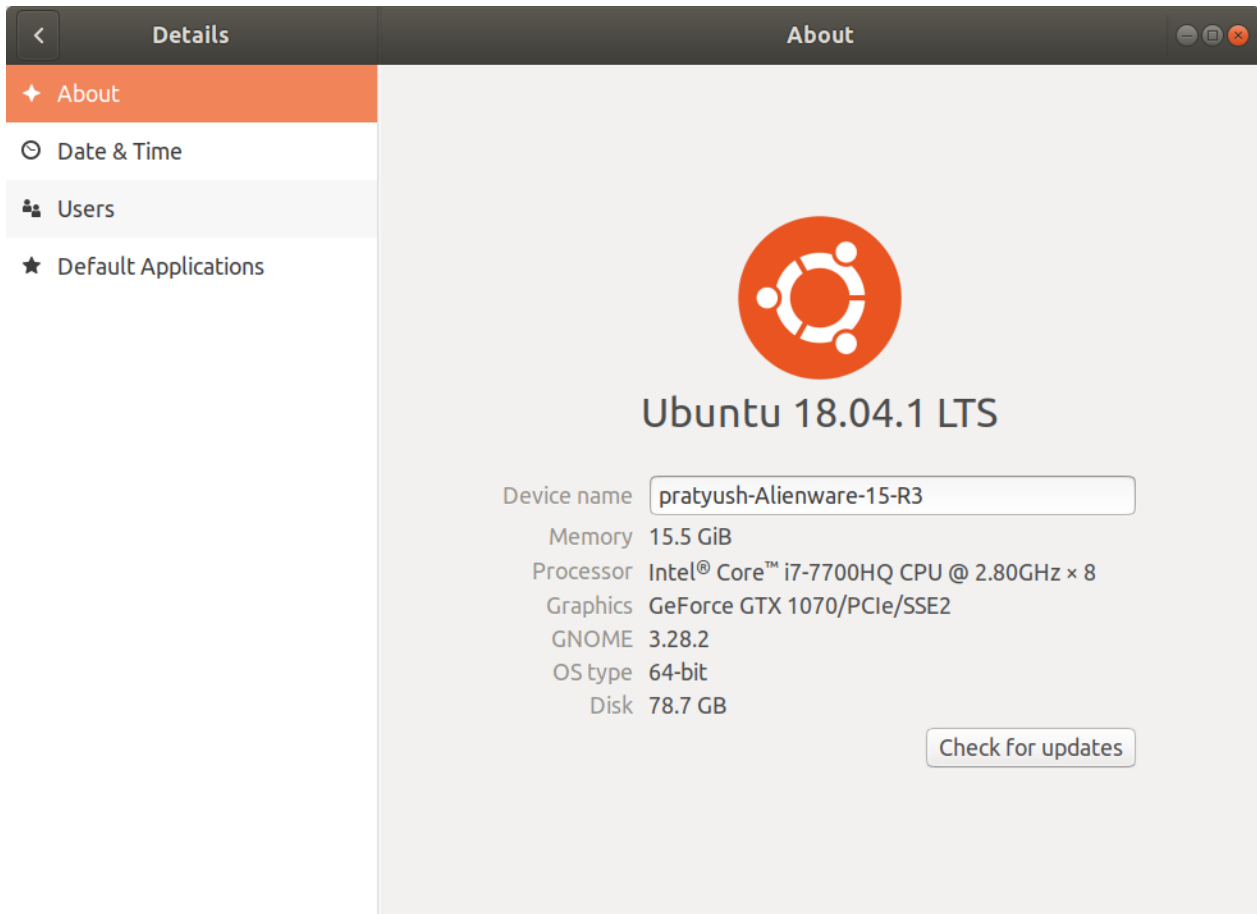 Details
About
About
Date & Time
Users
Default Applications
Ubuntu 18.04.1 LTS
Device name pratyush-Alienware-15-R3
Memory 15.5 GiB
Processor Intel® Core™ i7-7700HQ CPU @ 2.80GHz × 8
Graphics GeForce GTX 1070/PCIe/SSE2
GNOME 3.28.2
OS type 64-bit
Disk 78.7 GB
Check for updates